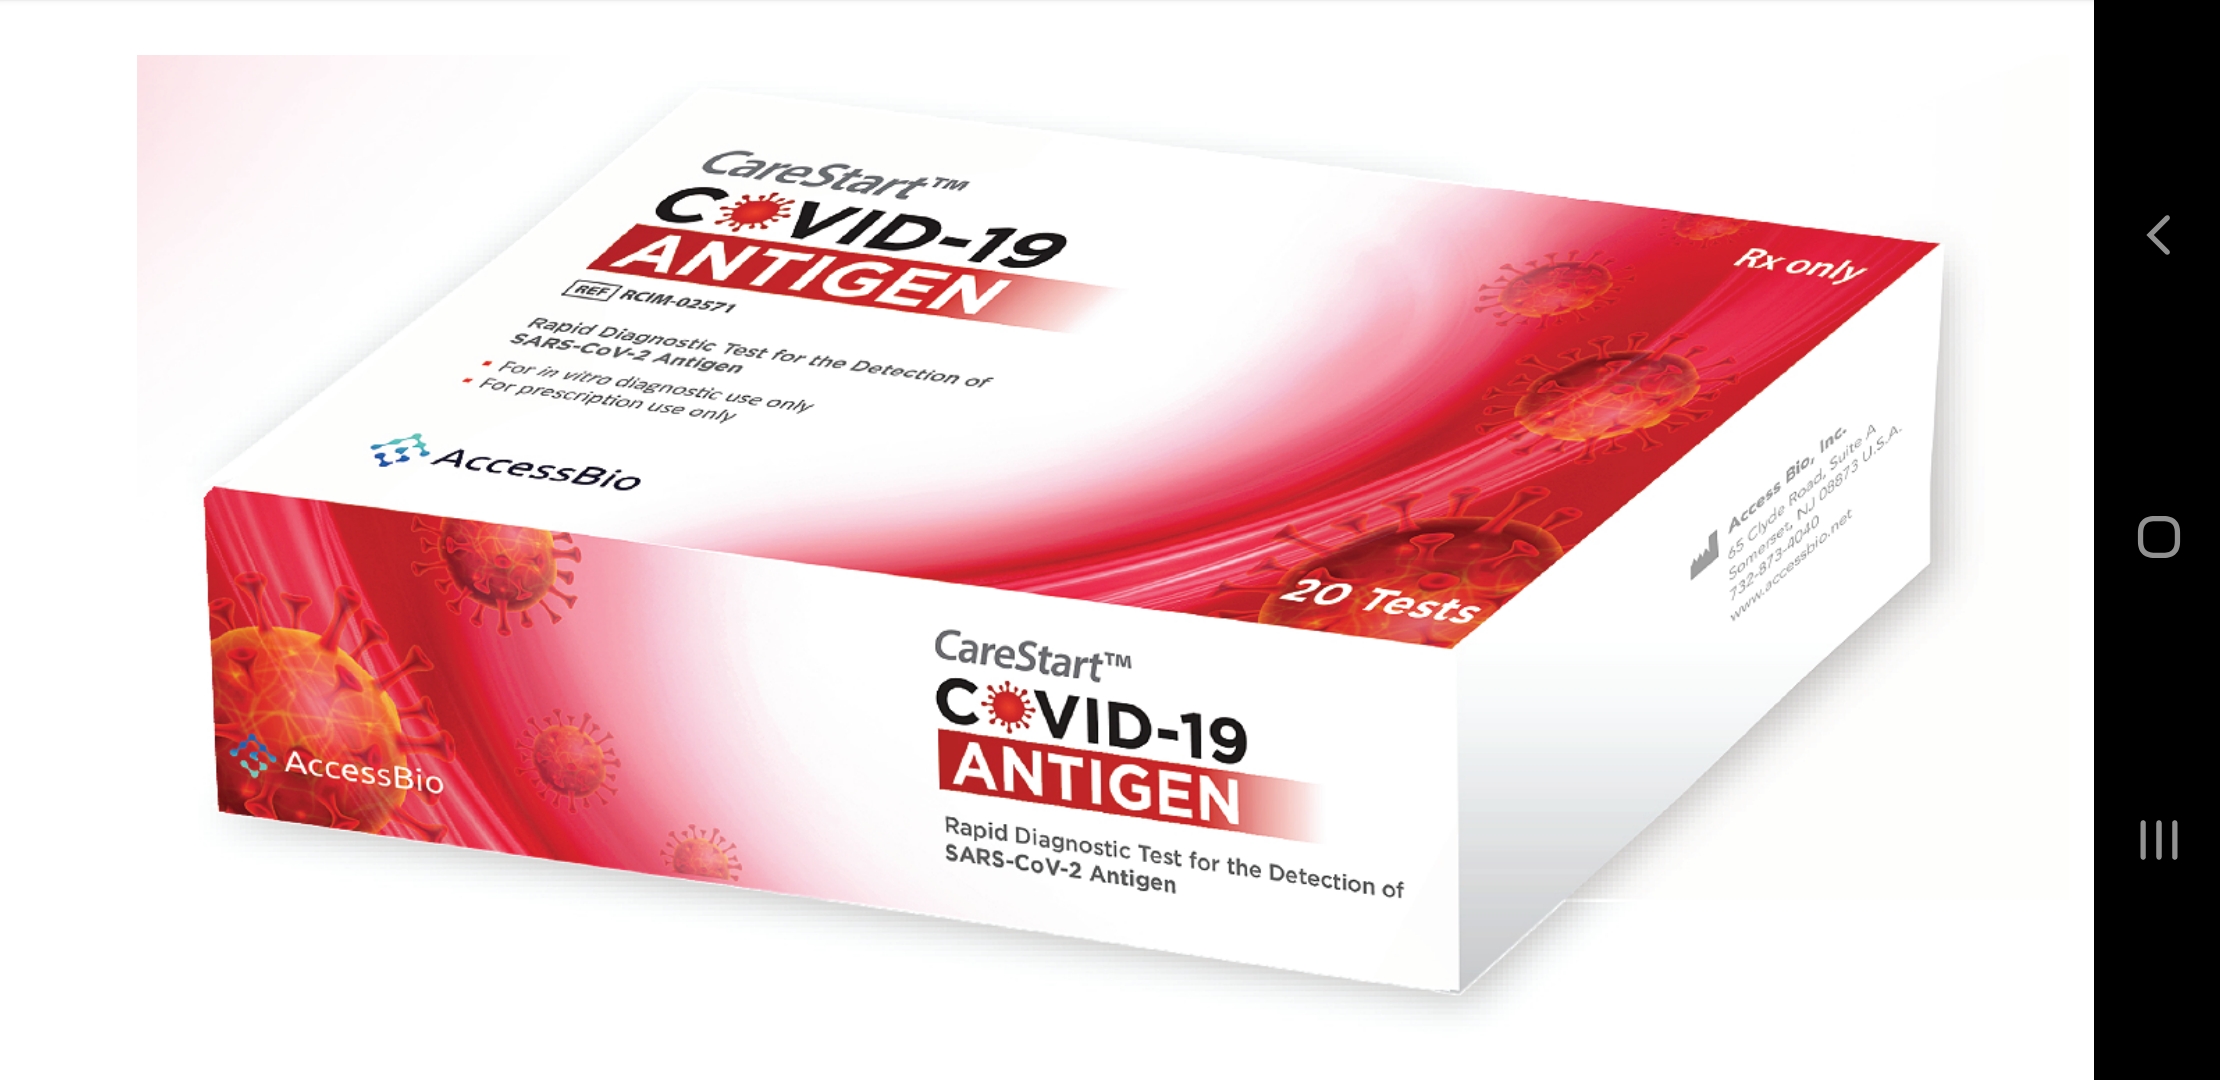 CareStart™
COVID-19
ANTIGEN
REF RCIM-02571
Rapid Diagnostic Test for the Detection of
SARS-CoV-2 Antigen
▪ For in vitro diagnostic use only
▪ For prescription use only
AccessBio
Rx only
20 Tests
Access Bio, Inc.
65 Clyde Road, Suite A
Somerset, NJ 08873 U.S.A.
732-873-4040
www.accessbio.net
AccessBio
CareStart™
COVID-19
ANTIGEN
Rapid Diagnostic Test for the Detection of
SARS-CoV-2 Antigen